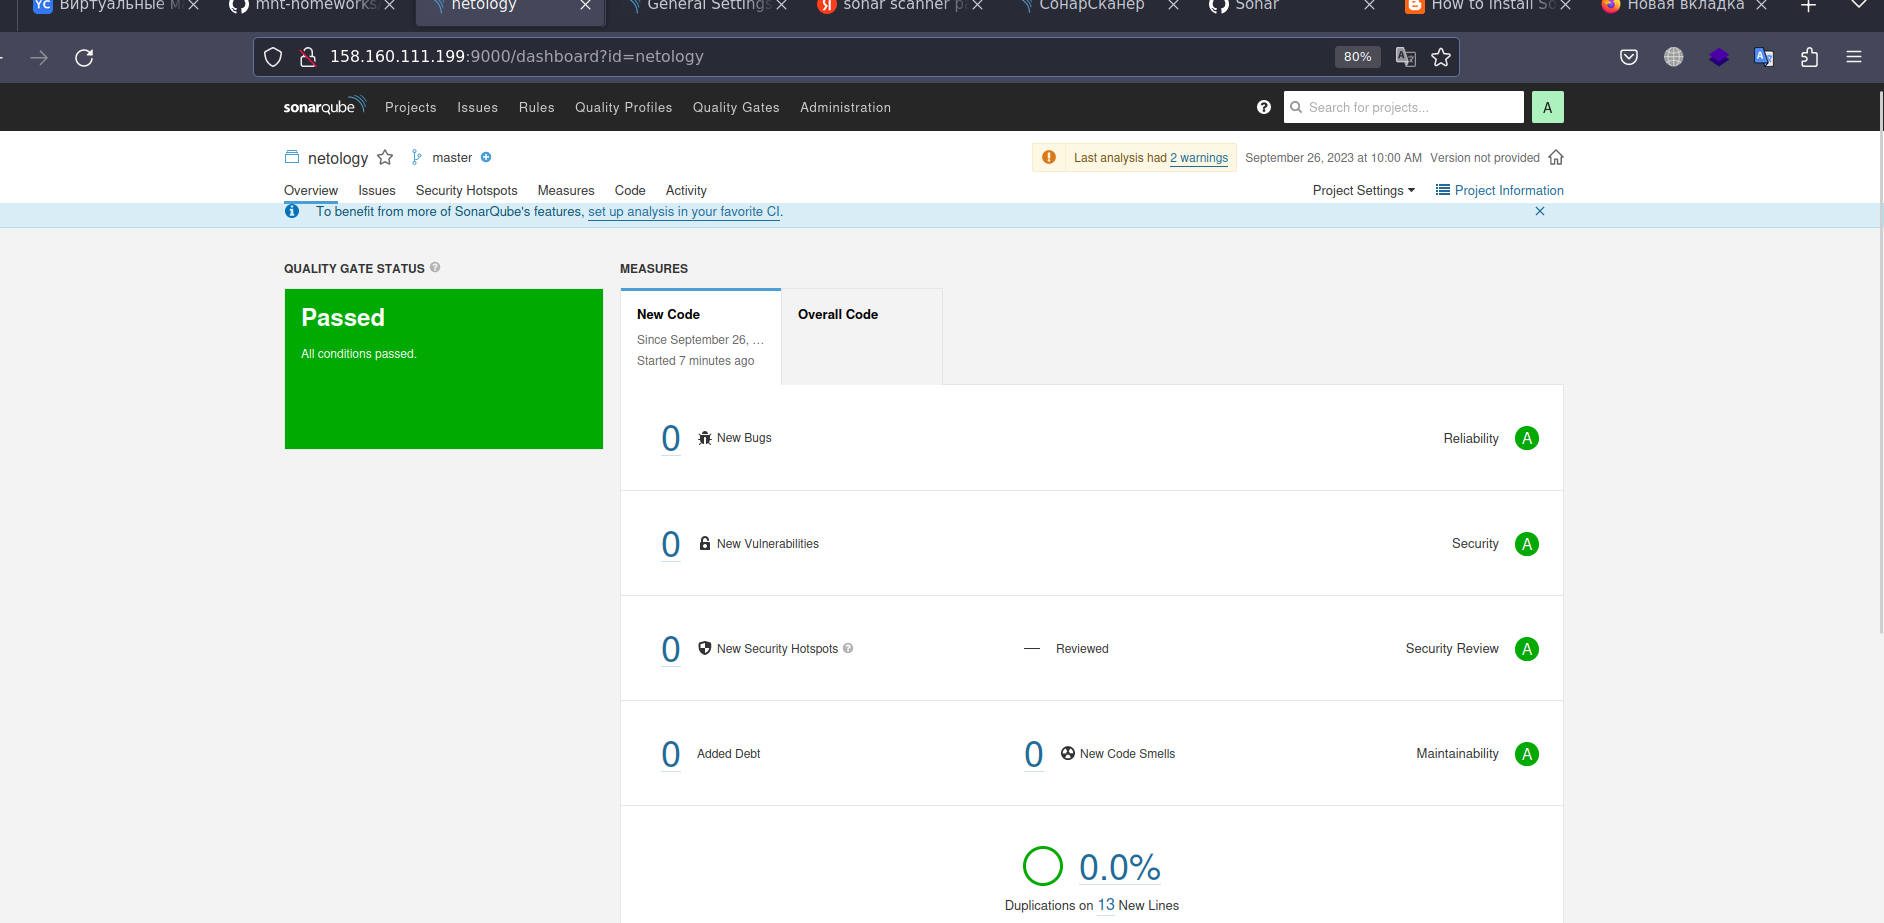 YC Виртуальные м
mnt-homeworks
netology
General Settings
Я sonar scanner p
СонарСканер
Sonar
How to install So
Новая вкладка
158.160.111.199:9000/dashboard?id=netology
80%
sonarqube Projects Issues Rules Quality Profiles Quality Gates Administration
Search for projects...
A
netology master
Last analysis had 2 warnings September 26, 2023 at 10:00 AM Version not provided
Overview Issues Security Hotspots Measures Code Activity
Project Settings Project Information
To benefit from more of SonarQube's features, set up analysis in your favorite CI.
QUALITY GATE STATUS
Passed
All conditions passed.
MEASURES
New Code
Since September 26, ...
Started 7 minutes ago
Overall Code
0 New Bugs Reliability A
0 New Vulnerabilities Security A
0 New Security Hotspots — Reviewed Security Review A
0 Added Debt 0 New Code Smells Maintainability A
0.0%
Duplications on 13 New Lines